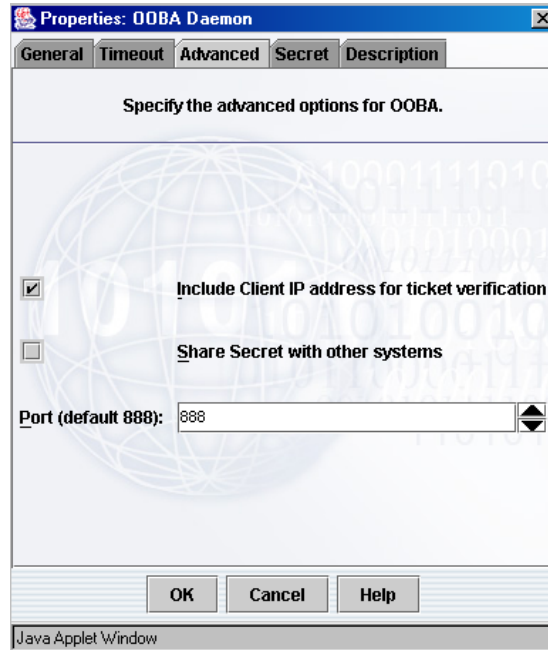 Properties: OOBA Daemon
General Timeout Advanced Secret Description
Specify the advanced options for OOBA.
Include Client IP address for ticket verification
Share Secret with other systems
Port (default 888): 888
OK Cancel Help
Java Applet Window